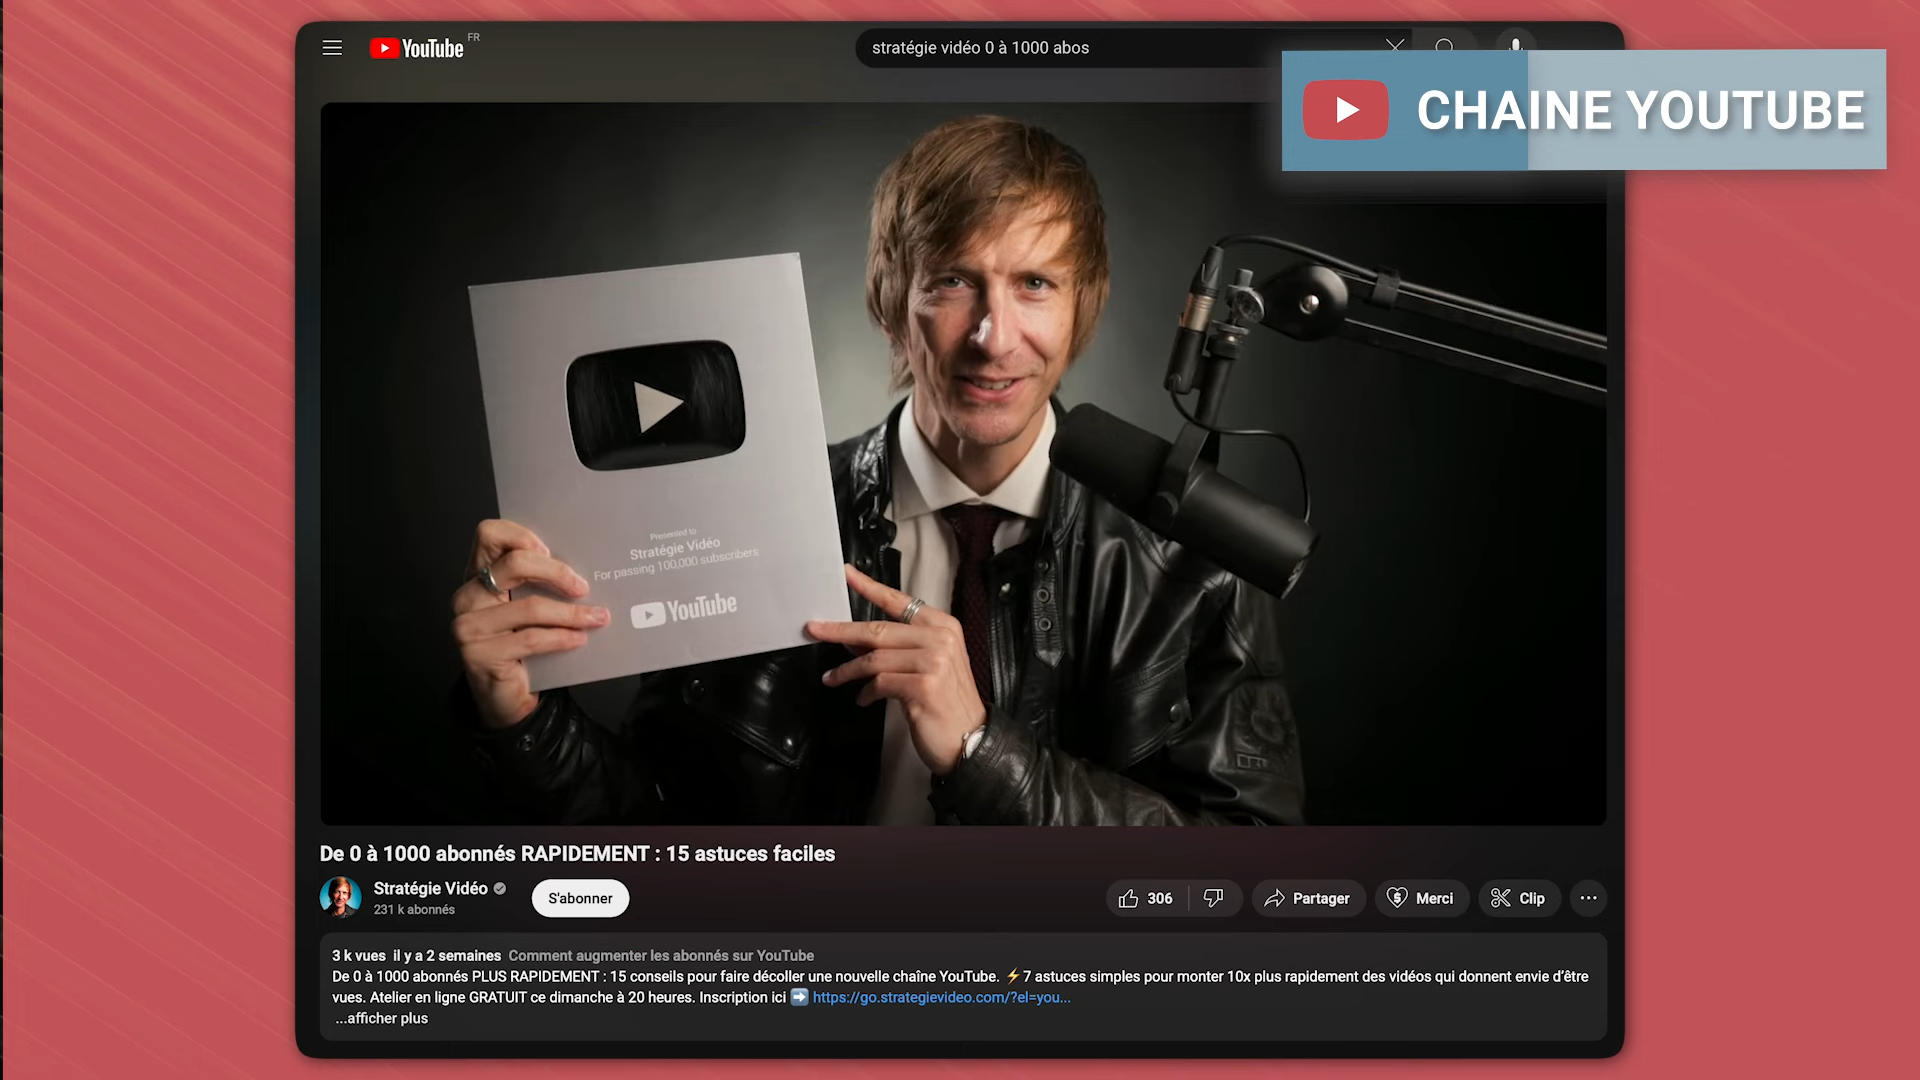 YouTube FR
stratégie vidéo 0 à 1000 abos
CHAINE YOUTUBE
Presented to
Stratégie Vidéo
For passing 100,000 subscribers
YouTube
De 0 à 1000 abonnés RAPIDEMENT : 15 astuces faciles
Stratégie Vidéo
231 k abonnés
S'abonner
306
Partager
Merci
Clip
3 k vues il y a 2 semaines Comment augmenter les abonnés sur YouTube
De 0 à 1000 abonnés PLUS RAPIDEMENT : 15 conseils pour faire décoller une nouvelle chaîne YouTube. ⚡7 astuces simples pour monter 10x plus rapidement des vidéos qui donnent envie d’être
vues. Atelier en ligne GRATUIT ce dimanche à 20 heures. Inscription ici ➡️ https://go.strategievideo.com/?el=you...
...afficher plus